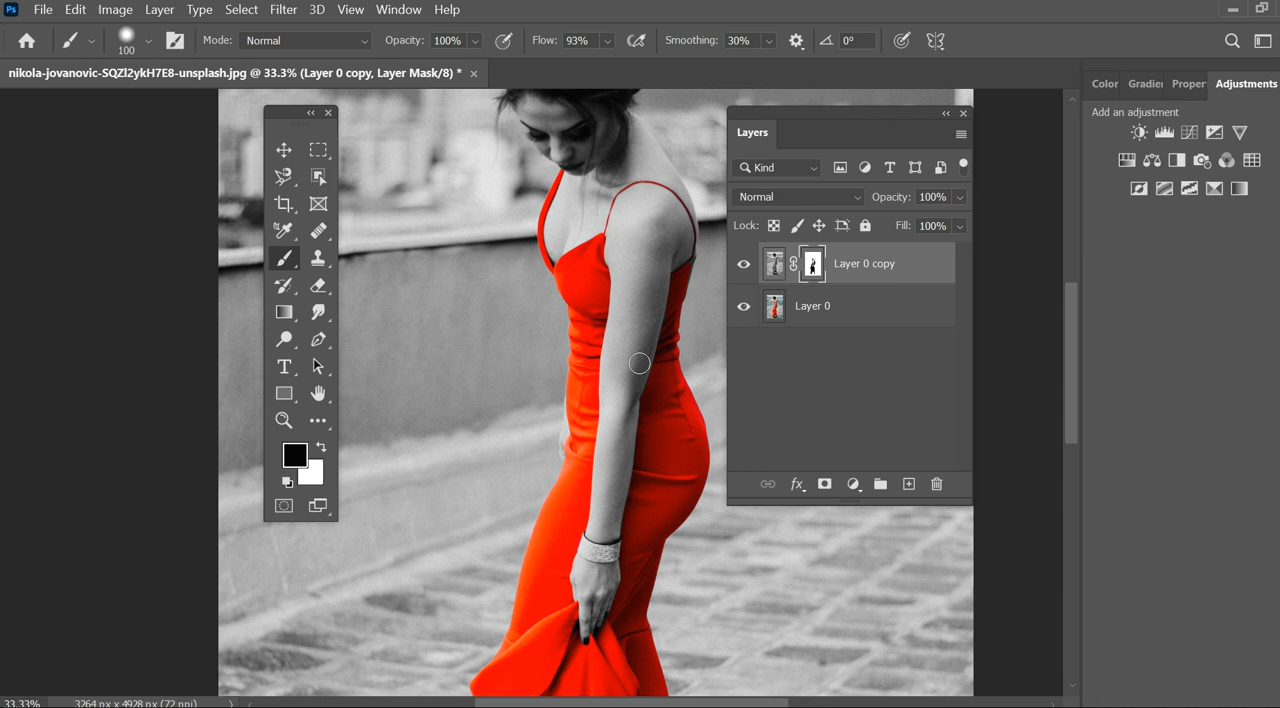 Ps File Edit Image Layer Type Select Filter 3D View Window Help
100 Mode: Normal Opacity: 100% Flow: 93% Smoothing: 30% 0°
nikola-jovanovic-SQZl2ykH7E8-unsplash.jpg @ 33.3% (Layer 0 copy, Layer Mask/8) *
Color Gradier Proper Adjustments
Add an adjustment
Layers
Kind
Normal Opacity: 100%
Lock: Fill: 100%
Layer 0 copy
Layer 0
fx
33.33% 3264 px x 4928 px (72 ppi)